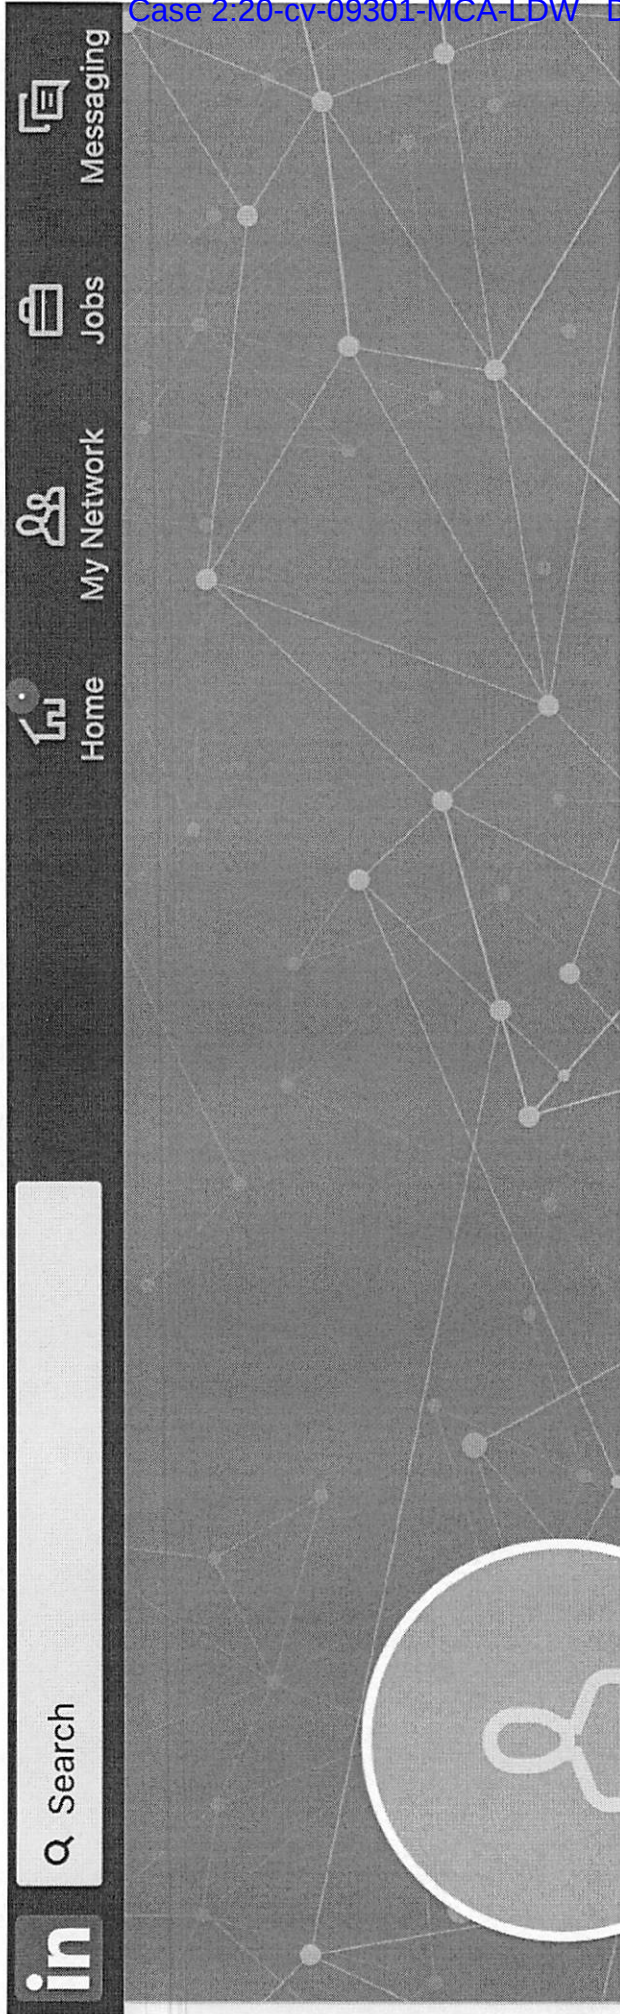 Case 2:20-cv-09301-MCA-LDW D
in
Search
Home
My Network
Jobs
Messaging